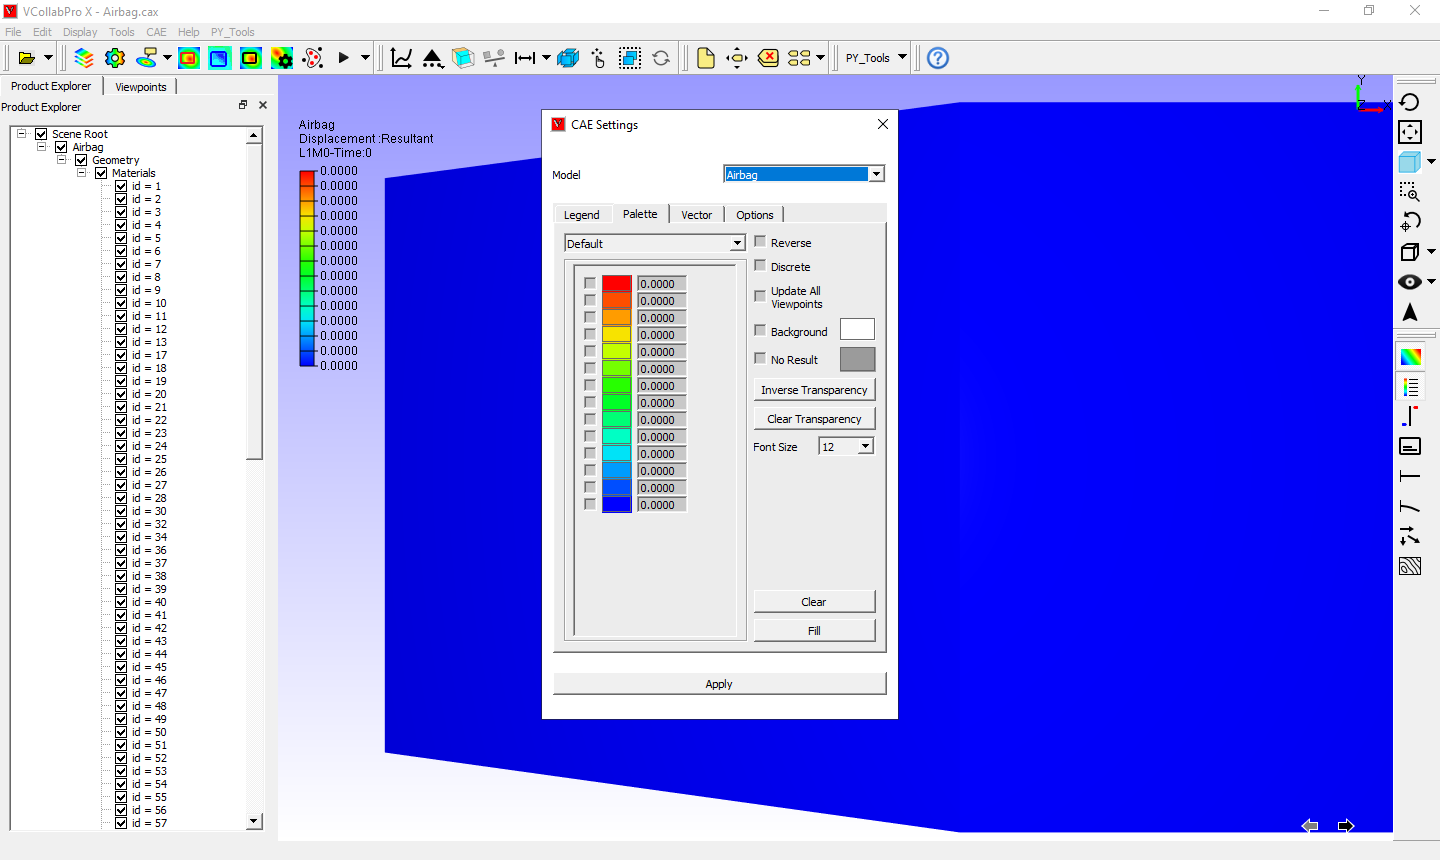 VCollabPro X - Airbag.cax
File Edit Display Tools CAE Help PY_Tools
PY_Tools
Product Explorer Viewpoints
Product Explorer
Scene Root
Airbag
Geometry
Materials
id = 1
id = 2
id = 3
id = 4
id = 5
id = 6
id = 7
id = 8
id = 9
id = 10
id = 11
id = 12
id = 13
id = 17
id = 18
id = 19
id = 20
id = 21
id = 22
id = 23
id = 24
id = 25
id = 26
id = 27
id = 28
id = 30
id = 32
id = 34
id = 36
id = 37
id = 38
id = 39
id = 40
id = 41
id = 42
id = 43
id = 44
id = 45
id = 46
id = 47
id = 48
id = 49
id = 50
id = 51
id = 52
id = 53
id = 54
id = 55
id = 56
id = 57
Airbag
Displacement :Resultant
L1M0-Time:0
0.0000
0.0000
0.0000
0.0000
0.0000
0.0000
0.0000
0.0000
0.0000
0.0000
0.0000
0.0000
0.0000
0.0000
CAE Settings
Model Airbag
Legend Palette Vector Options
Default
0.0000
0.0000
0.0000
0.0000
0.0000
0.0000
0.0000
0.0000
0.0000
0.0000
0.0000
0.0000
0.0000
0.0000
Reverse
Discrete
Update All
Viewpoints
Background
No Result
Inverse Transparency
Clear Transparency
Font Size 12
Clear
Fill
Apply
Y